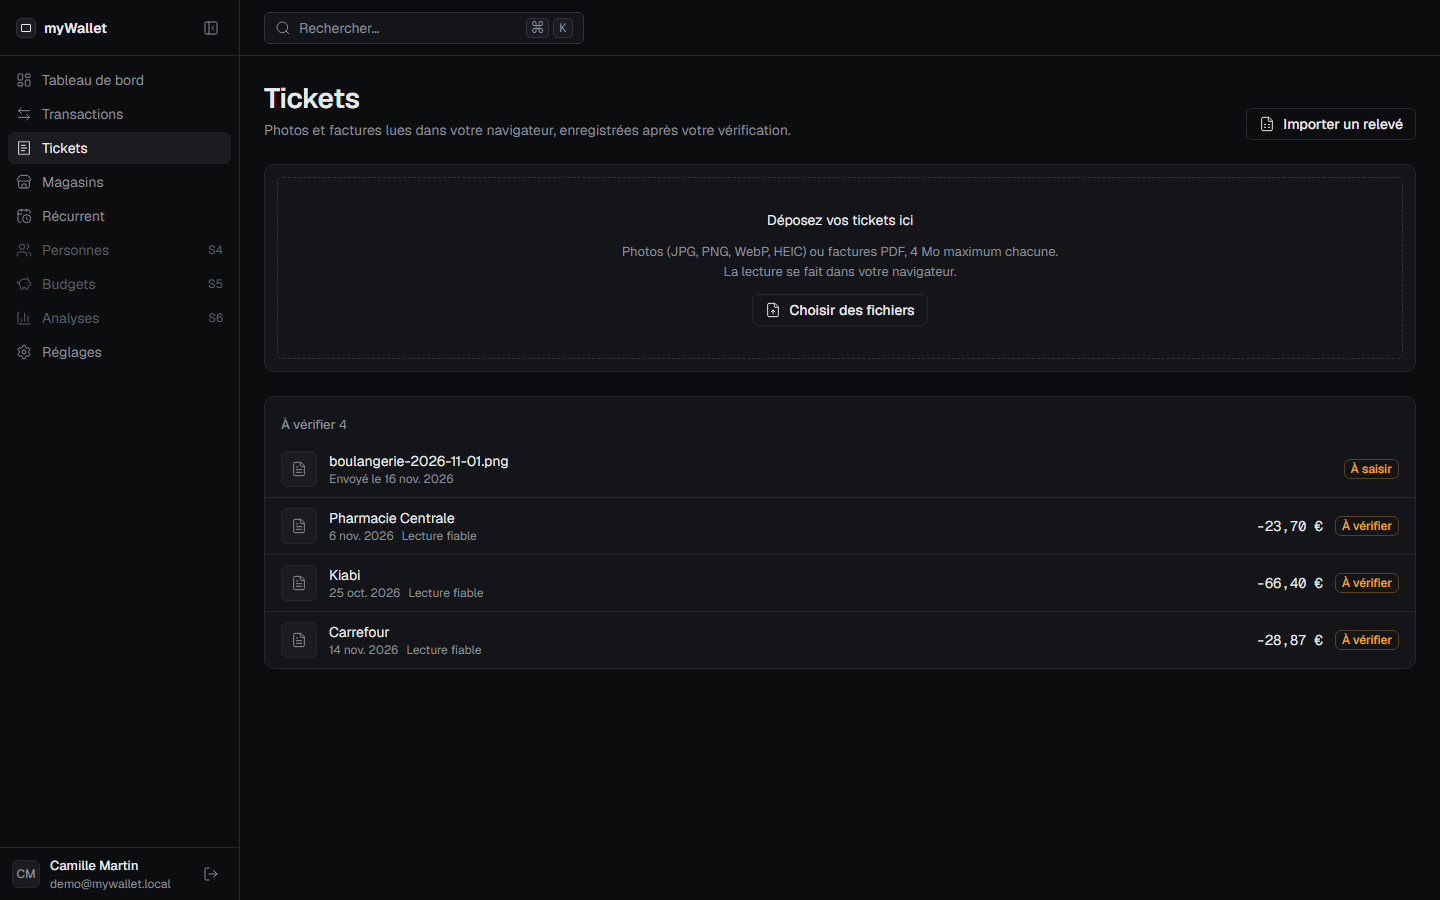 myWallet
Rechercher...
⌘ K
Tableau de bord
Transactions
Tickets
Magasins
Récurrent
Personnes S4
Budgets S5
Analyses S6
Réglages
Tickets
Photos et factures lues dans votre navigateur, enregistrées après votre vérification.
Importer un relevé
Déposez vos tickets ici
Photos (JPG, PNG, WebP, HEIC) ou factures PDF, 4 Mo maximum chacune.
La lecture se fait dans votre navigateur.
Choisir des fichiers
À vérifier 4
boulangerie-2026-11-01.png
Envoyé le 16 nov. 2026
À saisir
Pharmacie Centrale
6 nov. 2026 Lecture fiable
-23,70 € À vérifier
Kiabi
25 oct. 2026 Lecture fiable
-66,40 € À vérifier
Carrefour
14 nov. 2026 Lecture fiable
-28,87 € À vérifier
CM
Camille Martin
demo@mywallet.local